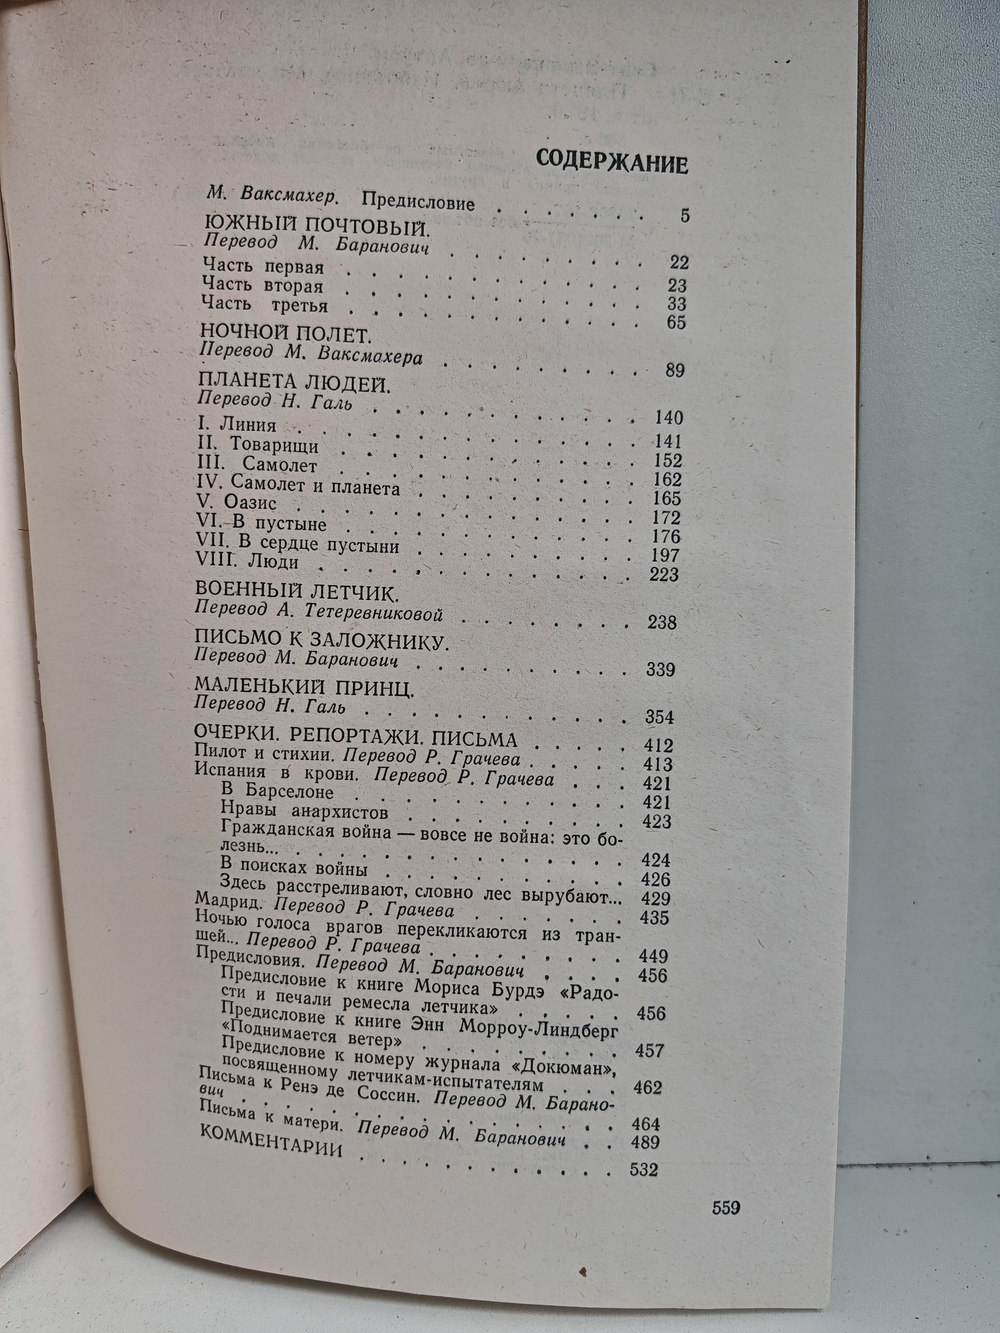 СОДЕРЖАНИЕ
М. Ваксмахер. Предисловие . . . . . . . 5
ЮЖНЫЙ ПОЧТОВЫЙ.
Перевод М. Баранович . . . . . . . . . 22
Часть первая . . . . . . . . . . . . . 23
Часть вторая . . . . . . . . . . . . . 33
Часть третья . . . . . . . . . . . . . 65
НОЧНОЙ ПОЛЕТ.
Перевод М. Ваксмахера . . . . . . . . . 89
ПЛАНЕТА ЛЮДЕЙ.
Перевод Н. Галь . . . . . . . . . . . . 140
I. Линия . . . . . . . . . . . . . . . 141
II. Товарищи . . . . . . . . . . . . . 152
III. Самолет . . . . . . . . . . . . . 162
IV. Самолет и планета . . . . . . . . . 165
V. Оазис . . . . . . . . . . . . . . . 172
VI. В пустыне . . . . . . . . . . . . . 176
VII. В сердце пустыни . . . . . . . . . 197
VIII. Люди . . . . . . . . . . . . . . 223
ВОЕННЫЙ ЛЕТЧИК.
Перевод А. Тетеревниковой . . . . . . . 238
ПИСЬМО К ЗАЛОЖНИКУ.
Перевод М. Баранович . . . . . . . . . 339
МАЛЕНЬКИЙ ПРИНЦ.
Перевод Н. Галь . . . . . . . . . . . . 354
ОЧЕРКИ. РЕПОРТАЖИ. ПИСЬМА . . . . . 412
Пилот и стихии. Перевод Р. Грачева . . . . . 413
Испания в крови. Перевод Р. Грачева . . . 421
В Барселоне . . . . . . . . . . . . 421
Нравы анархистов . . . . . . . . . . 423
Гражданская война — вовсе не война: это бо-
лезнь... . . . . . . . . . . . . . . 424
В поисках войны . . . . . . . . . . . 426
Здесь расстреливают, словно лес вырубают... 429
Мадрид. Перевод Р. Грачева . . . . . . . 435
Ночью голоса врагов перекликаются из тран-
шей... Перевод Р. Грачева . . . . . . . . . 449
Предисловия. Перевод М. Баранович . . . . 456
Предисловие к книге Мориса Бурдэ «Радо-
сти и печали ремесла летчика» . . . . . 456
Предисловие к книге Энн Морроу-Линдберг
«Поднимается ветер» . . . . . . . . . 457
Предисловие к номеру журнала «Докюман»,
посвященному летчикам-испытателям . . . 462
Письма к Ренэ де Соссин. Перевод М. Барано-
вич . . . . . . . . . . . . . . . . . 464
Письма к матери. Перевод М. Баранович . . 489
КОММЕНТАРИИ . . . . . . . . . . . 532
559